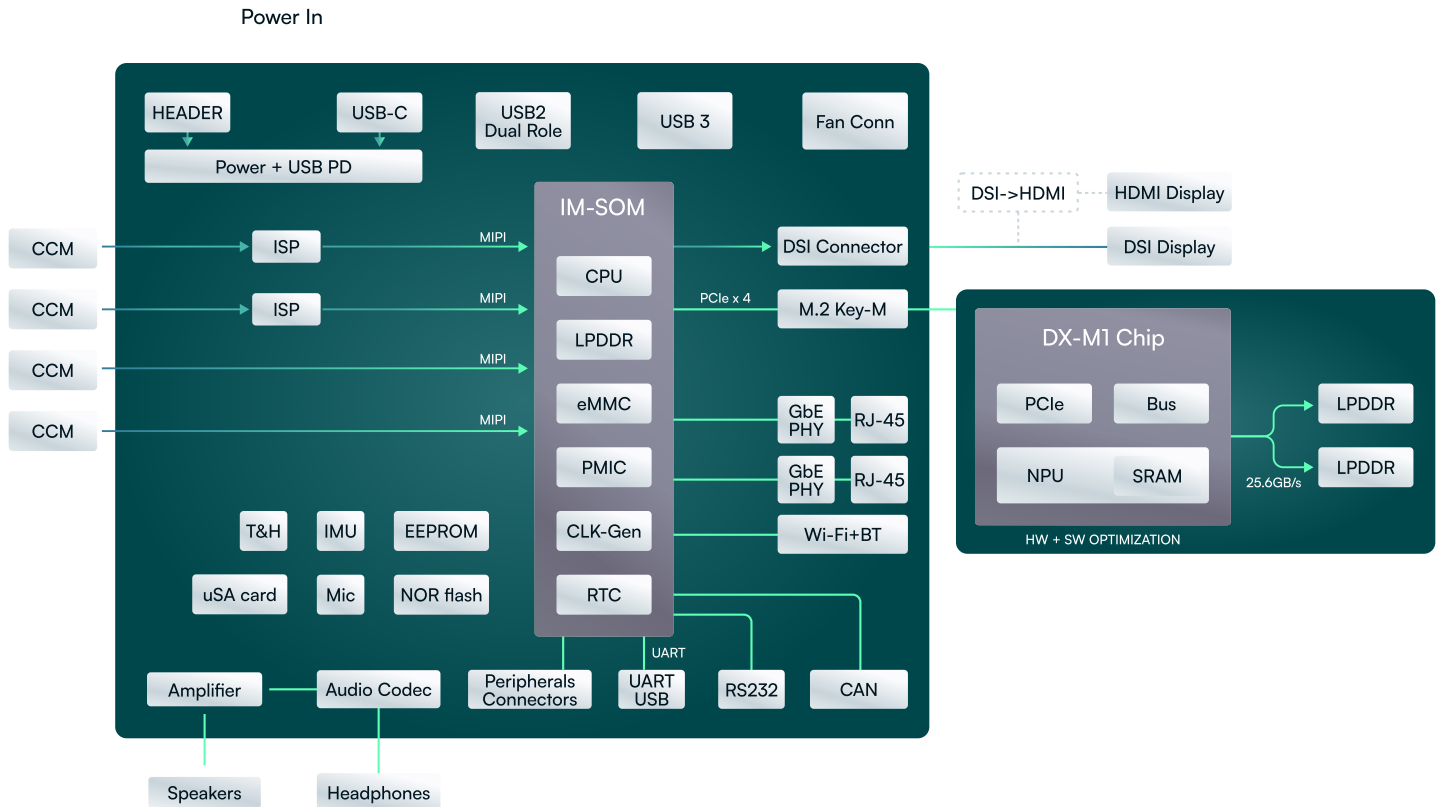 Power In
HEADER
USB-C
USB2
Dual Role
USB 3
Fan Conn
Power + USB PD
IM-SOM
DSI->HDMI
HDMI Display
CCM
ISP
MIPI
DSI Connector
DSI Display
CPU
CCM
ISP
MIPI
PCIe x 4
M.2 Key-M
LPDDR
DX-M1 Chip
CCM
MIPI
PCIe
Bus
LPDDR
eMMC
GbE
PHY
RJ-45
CCM
MIPI
PMIC
GbE
PHY
RJ-45
NPU
SRAM
25.6GB/s
LPDDR
T&H
IMU
EEPROM
CLK-Gen
Wi-Fi+BT
HW + SW OPTIMIZATION
uSA card
Mic
NOR flash
RTC
UART
Amplifier
Audio Codec
Peripherals
Connectors
UART
USB
RS232
CAN
Speakers
Headphones